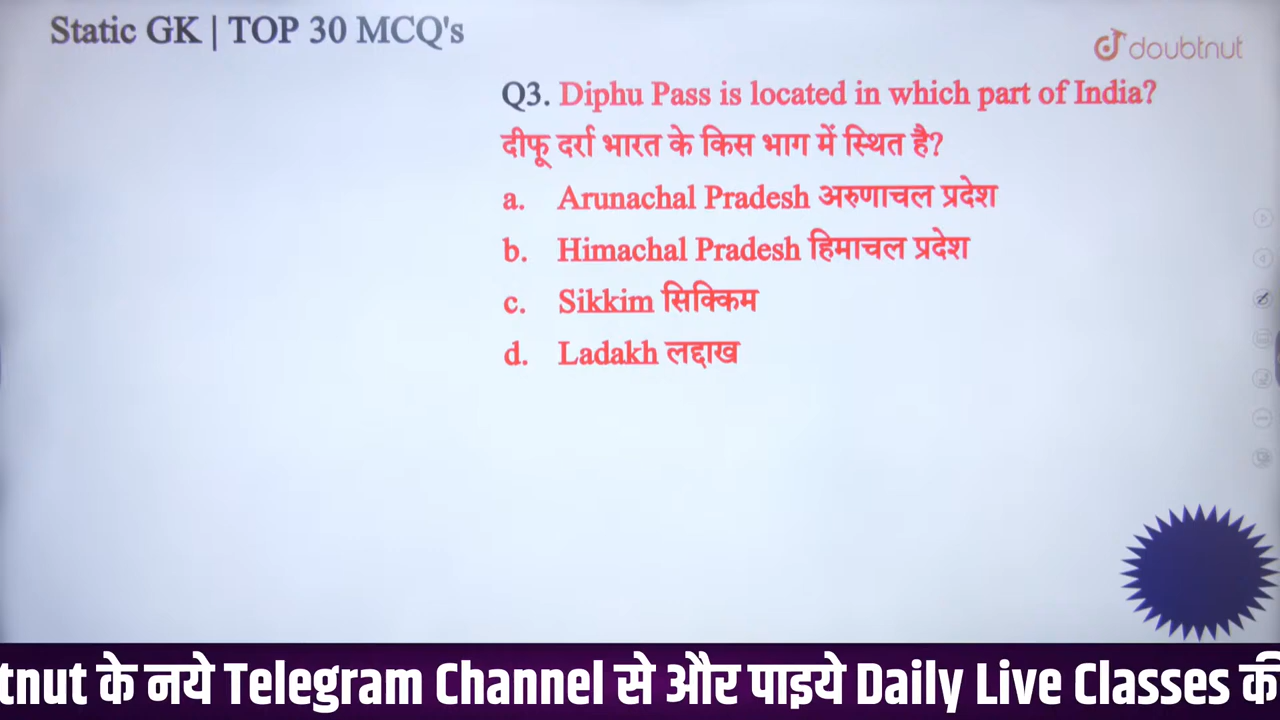 Static GK | TOP 30 MCQ's
doubtnut
Q3. Diphu Pass is located in which part of India?
दीफू दर्रा भारत के किस भाग में स्थित है?
a. Arunachal Pradesh अरुणाचल प्रदेश
b. Himachal Pradesh हिमाचल प्रदेश
c. Sikkim सिक्किम
d. Ladakh लद्दाख
tnut के नये Telegram Channel से और पाइये Daily Live Classes की